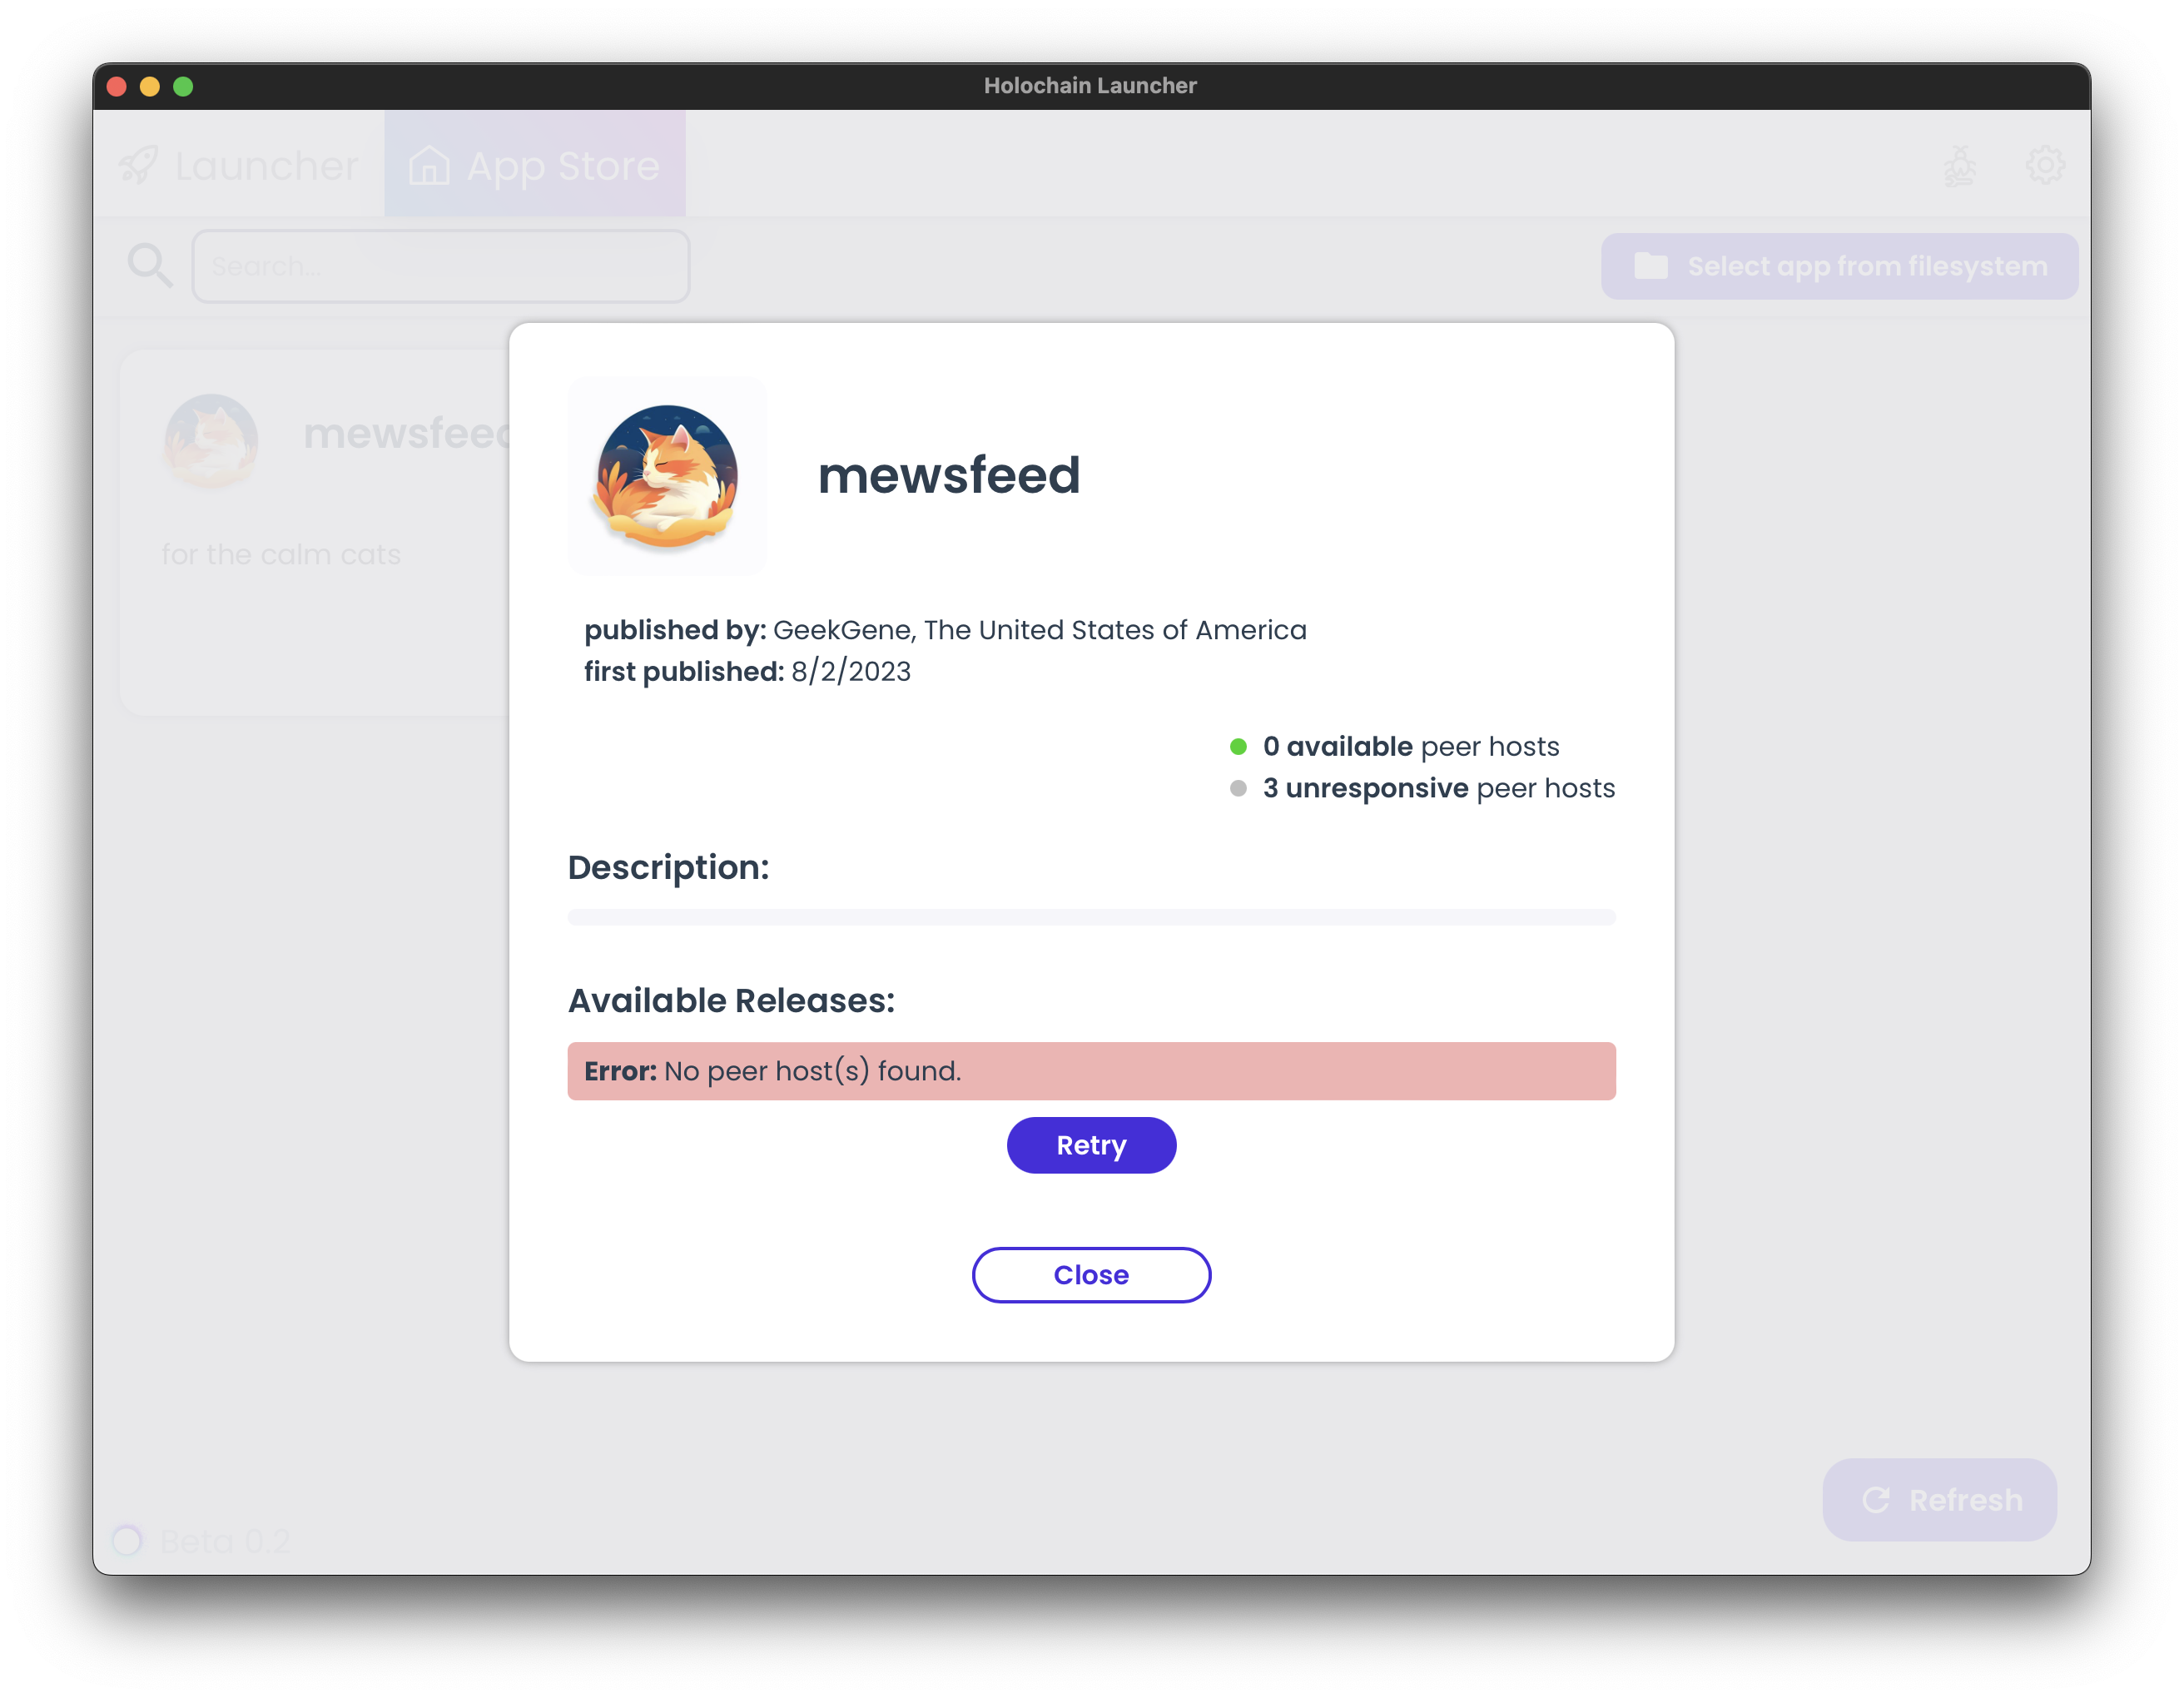 Holochain Launcher
Launcher
App Store
Search...
Select app from filesystem
mewsfeed
for the calm cats
mewsfeed
published by: GeekGene, The United States of America
first published: 8/2/2023
0 available peer hosts
3 unresponsive peer hosts
Description:
Available Releases:
Error: No peer host(s) found.
Retry
Close
Refresh
Beta 0.2